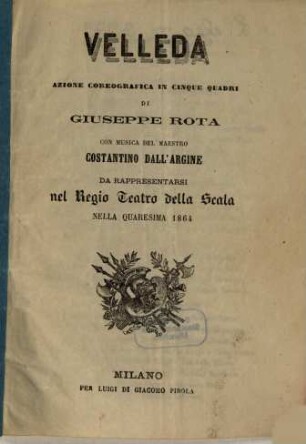 VELLEDA
AZIONE COREOGRAFICA IN CINQUE QUADRI
DI
GIUSEPPE ROTA
CON MUSICA DEL MAESTRO
COSTANTINO DALL'ARGINE
DA RAPPRESENTARSI
nel Regio Teatro della Scala
NELLA QUARESIMA 1864
MILANO
PER LUIGI DI GIACOMO PIROLA